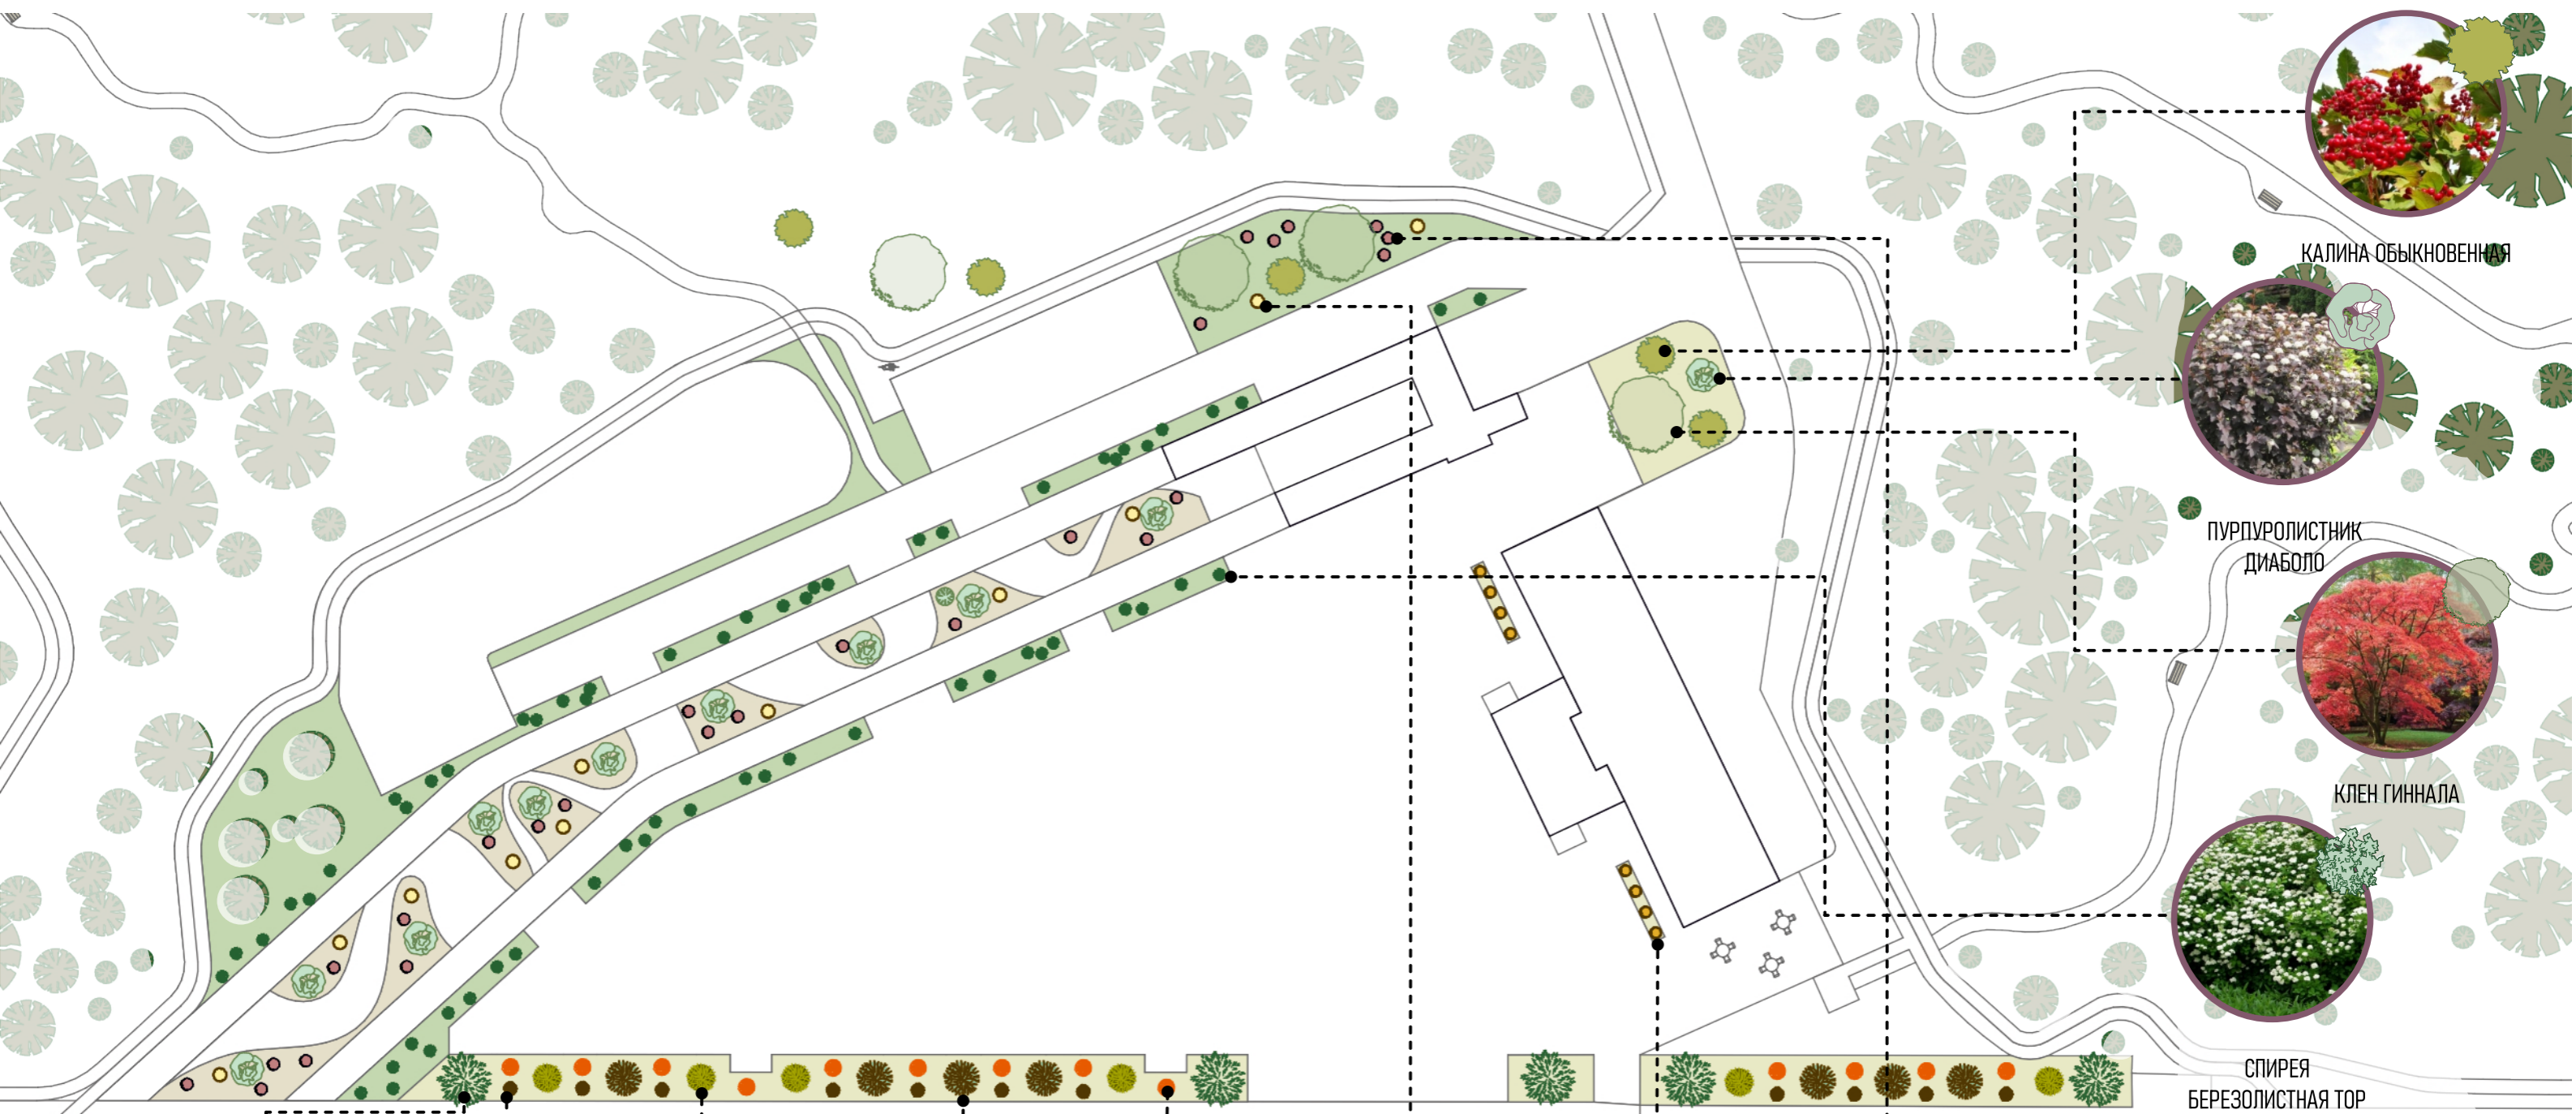 КАЛИНА ОБЫКНОВЕННАЯ
ПУРПУРОЛИСТНИК
ДИАБОЛО
КЛЕН ГИННАЛА
СПИРЕЯ
БЕРЕЗОЛИСТНАЯ ТОР